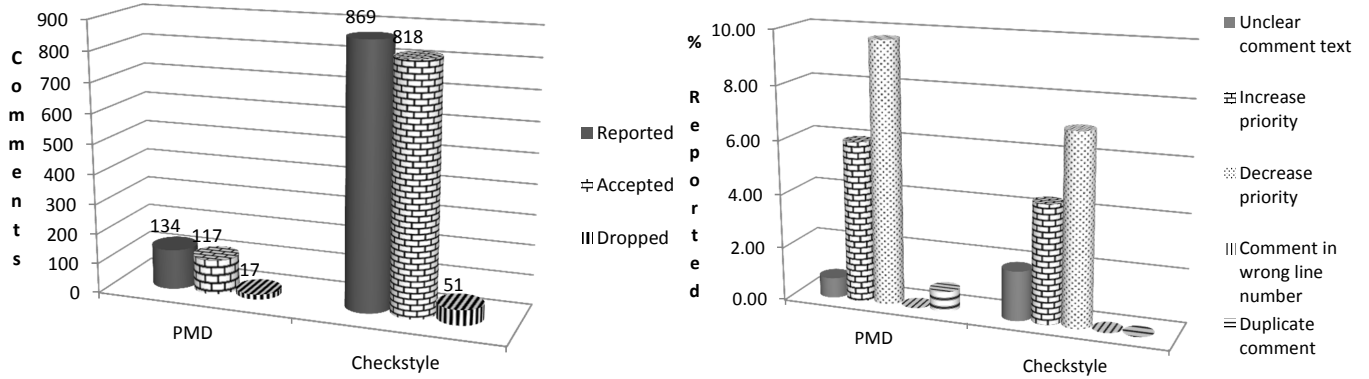 Comments
900
800
700
600
500
400
300
200
100
0
134
117
17
869
818
51
PMD
Checkstyle
Reported
Accepted
Dropped
% Reported
10.00
8.00
6.00
4.00
2.00
0.00
PMD
Checkstyle
Unclear
comment text
Increase
priority
Decrease
priority
Comment in
wrong line
number
Duplicate
comment